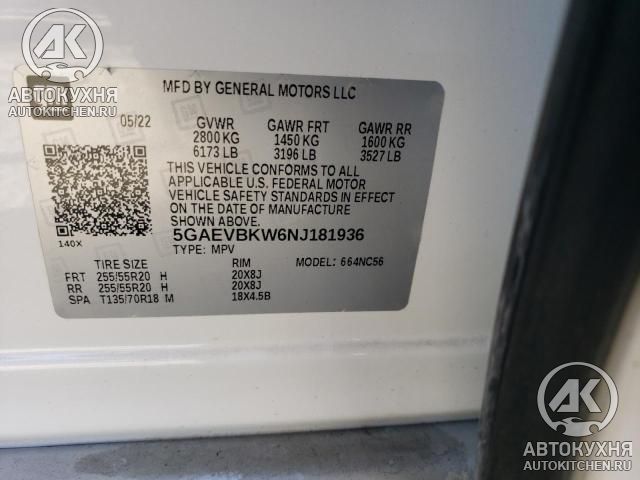 АК
АВТОКУХНЯ
AUTOKITCHEN.RU
GM
MFD BY GENERAL MOTORS LLC
05/22 GVWR GAWR FRT GAWR RR
2800 KG 1450 KG 1600 KG
6173 LB 3196 LB 3527 LB
THIS VEHICLE CONFORMS TO ALL
APPLICABLE U.S. FEDERAL MOTOR
VEHICLE SAFETY STANDARDS IN EFFECT
ON THE DATE OF MANUFACTURE
SHOWN ABOVE.
140X 5GAEVBKW6NJ181936
TYPE: MPV MODEL: 664NC56
TIRE SIZE RIM
FRT 255/55R20 H 20X8J
RR 255/55R20 H 20X8J
SPA T135/70R18 M 18X4.5B
АК
АВТОКУХНЯ
AUTOKITCHEN.RU